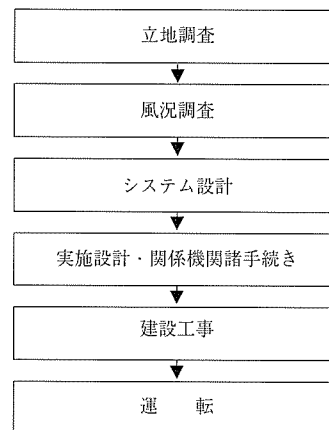 立地調査
風況調査
システム設計
実施設計・関係機関諸手続き
建設工事
運　　転